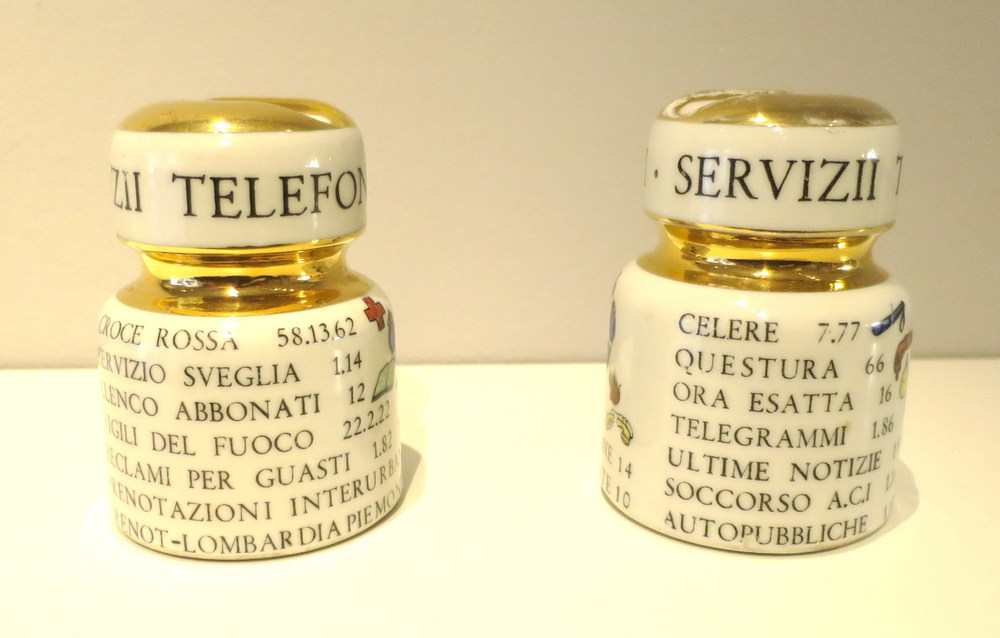 TELEFON
CROCE ROSSA 58.13.62
SERVIZIO SVEGLIA 1.14
ELENCO ABBONATI 12
VIGILI DEL FUOCO 22.2.22
RECLAMI PER GUASTI 1.82
PRENOTAZIONI INTERURBA
PRENOT-LOMBARDIA PIEMON
· SERVIZII T
CELERE 7.77
QUESTURA 66
ORA ESATTA 16
TELEGRAMMI 1.86
ULTIME NOTIZIE
SOCCORSO A.C.I
AUTOPUBBLICHE
14
10